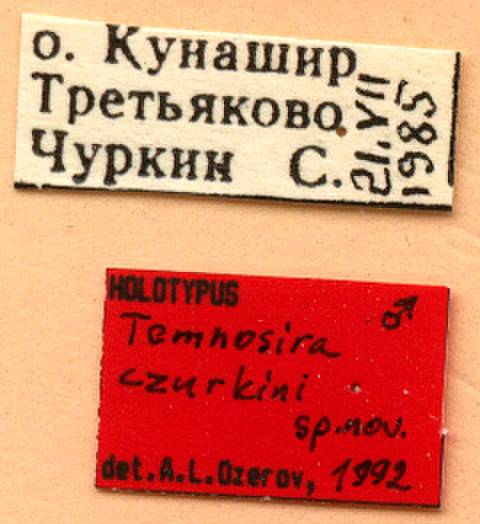 о. Кунашир
Третьяково
Чуркин С.
21.VII
1985
HOLOTYPUS ♂
Temnosira
czurkini
sp.nov.
det.A.L.Ozerov, 1992